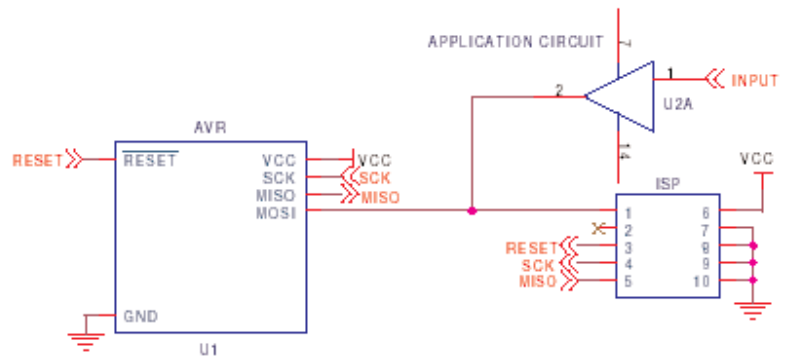 APPLICATION CIRCUIT
7
1
INPUT
2
U2A
14
AVR
RESET
RESET
VCC
VCC
SCK
SCK
MISO
MISO
MOSI
GND
U1
VCC
ISP
1
6
2
7
RESET
3
8
SCK
4
9
MISO
5
10